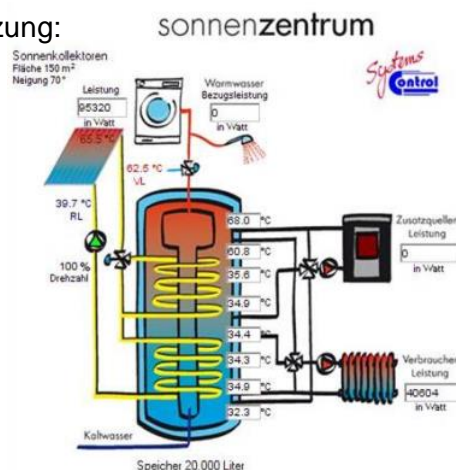 zung:
sonnenzentrum
Sonnenkollektoren
Fläche 150 m²
Neigung 70°
Systems
Control
Leistung
95320
in Watt
Warmwasser
Bezugsleistung
0
in Watt
65.5 °C
62.5 °C
VL
39.7 °C
RL
100 %
Drehzahl
68.0 °C
60.8 °C
35.6 °C
34.9 °C
34.4 °C
34.3 °C
34.9 °C
32.3 °C
Zusatzquellen
Leistung
0
in Watt
Verbraucher
Leistung
40604
in Watt
Kaltwasser
Speicher 20.000 Liter